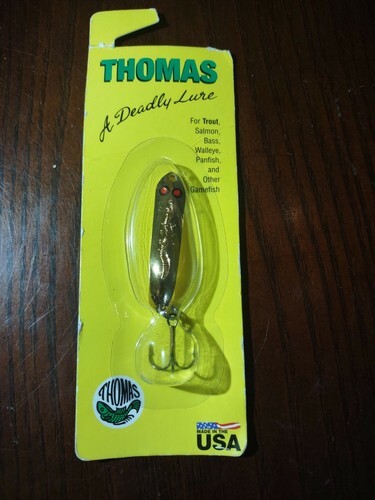 THOMAS
A Deadly Lure
For Trout,
Salmon,
Bass,
Walleye,
Panfish,
and
Other
Gamefish
THOMAS
MADE IN THE
USA